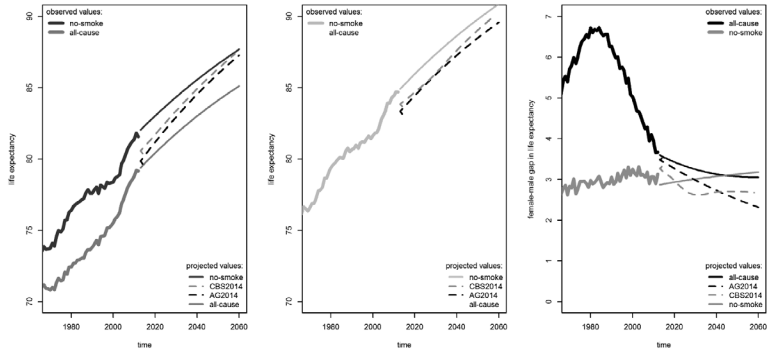 observed values:
no-smoke
all-cause
life expectancy
90
85
80
75
70
projected values:
no-smoke
CBS2014
AG2014
all-cause
1980 2000 2020 2040 2060
time
observed values:
no-smoke
all-cause
life expectancy
90
85
80
75
70
projected values:
no-smoke
CBS2014
AG2014
all-cause
1980 2000 2020 2040 2060
time
observed values:
all-cause
no-smoke
female-male gap in life expectancy
7
6
5
4
3
2
1
0
projected values:
all-cause
AG2014
CBS2014
no-smoke
1980 2000 2020 2040 2060
time